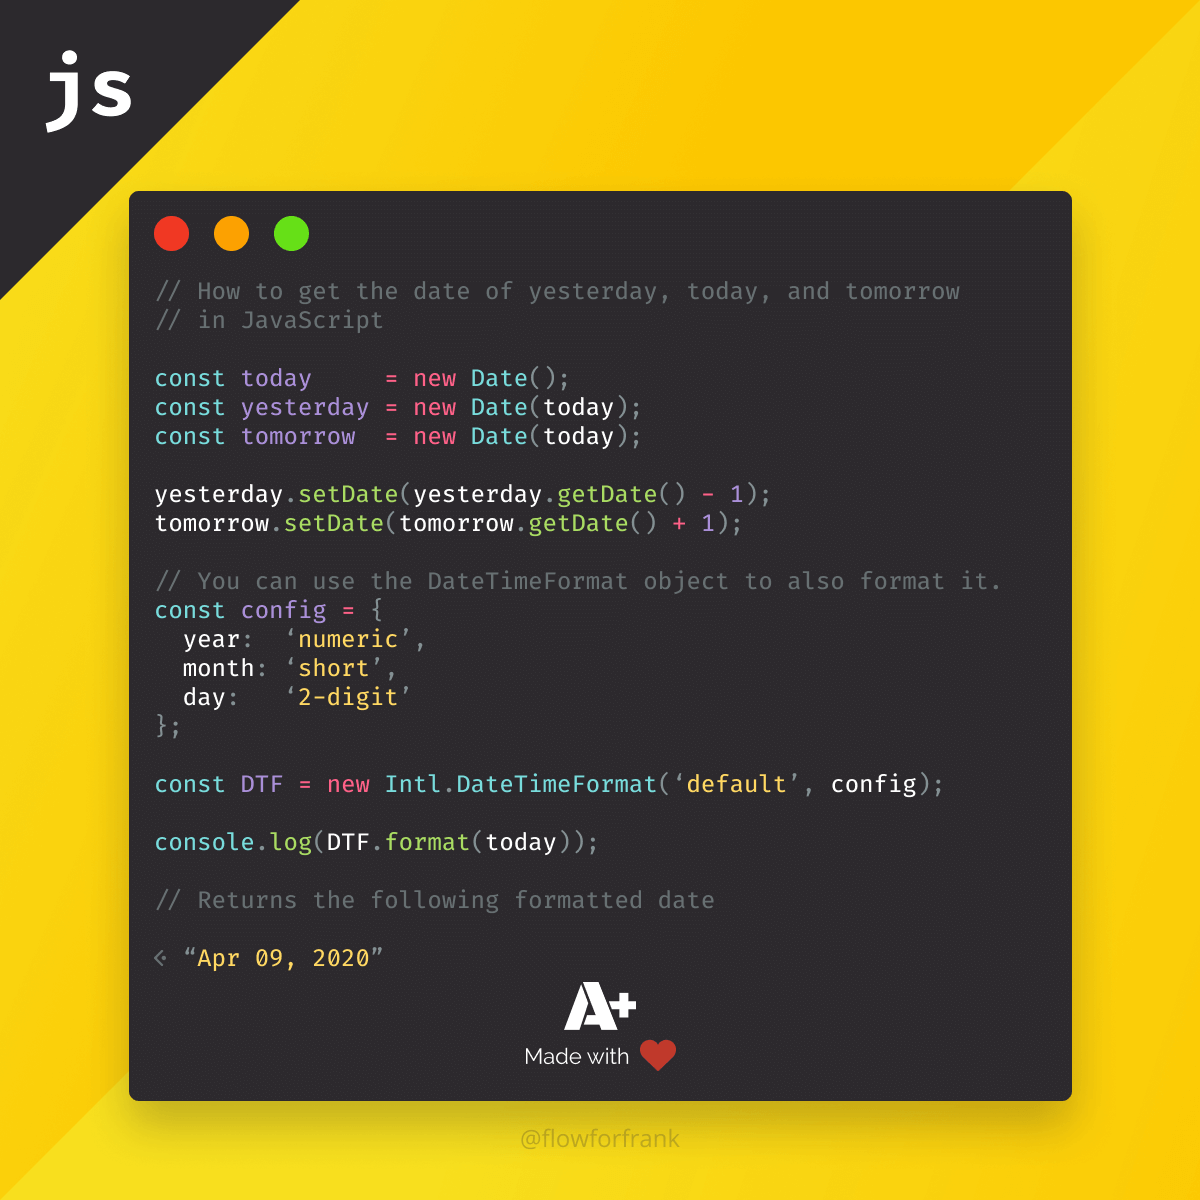 js
// How to get the date of yesterday, today, and tomorrow
// in JavaScript
const today     = new Date();
const yesterday = new Date(today);
const tomorrow  = new Date(today);
yesterday.setDate(yesterday.getDate() - 1);
tomorrow.setDate(tomorrow.getDate() + 1);
// You can use the DateTimeFormat object to also format it.
const config = {
  year:  ‘numeric’,
  month: ‘short’,
  day:   ‘2-digit’
};
const DTF = new Intl.DateTimeFormat(‘default’, config);
console.log(DTF.format(today));
// Returns the following formatted date
“Apr 09, 2020”
A+
Made with
@flowforfrank